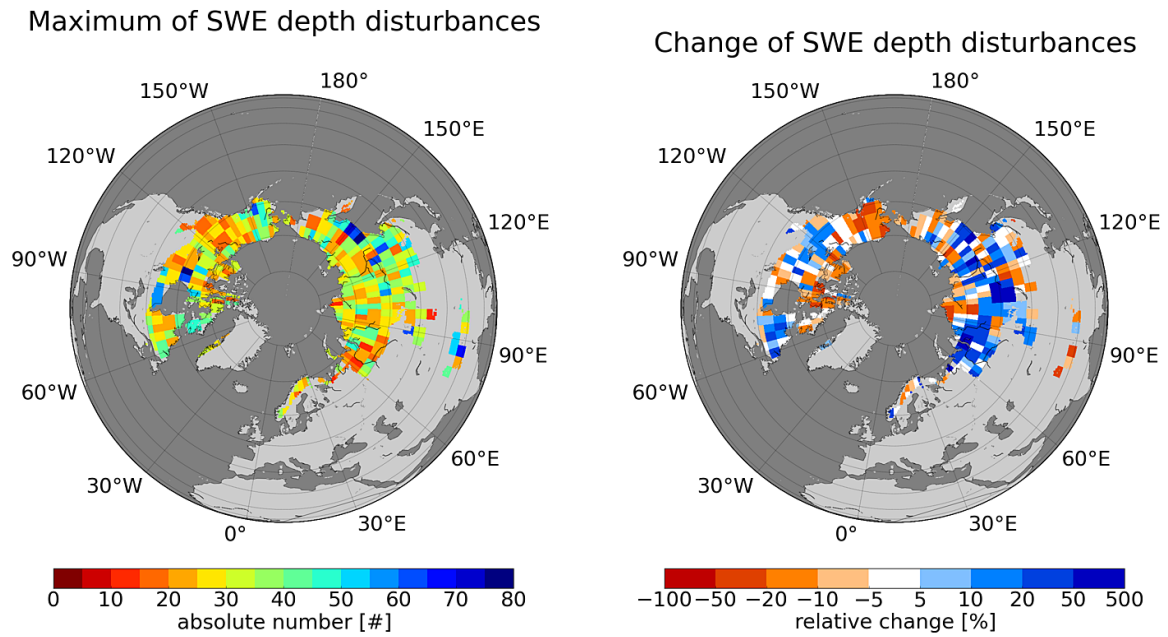 Maximum of SWE depth disturbances
180°
150°W
150°E
120°W
120°E
90°W
90°E
60°W
60°E
30°W
30°E
0°
0 10 20 30 40 50 60 70 80
absolute number [#]
Change of SWE depth disturbances
180°
150°W
150°E
120°W
120°E
90°W
90°E
60°W
60°E
30°W
30°E
0°
−100 −50 −20 −10 −5 5 10 20 50 500
relative change [%]